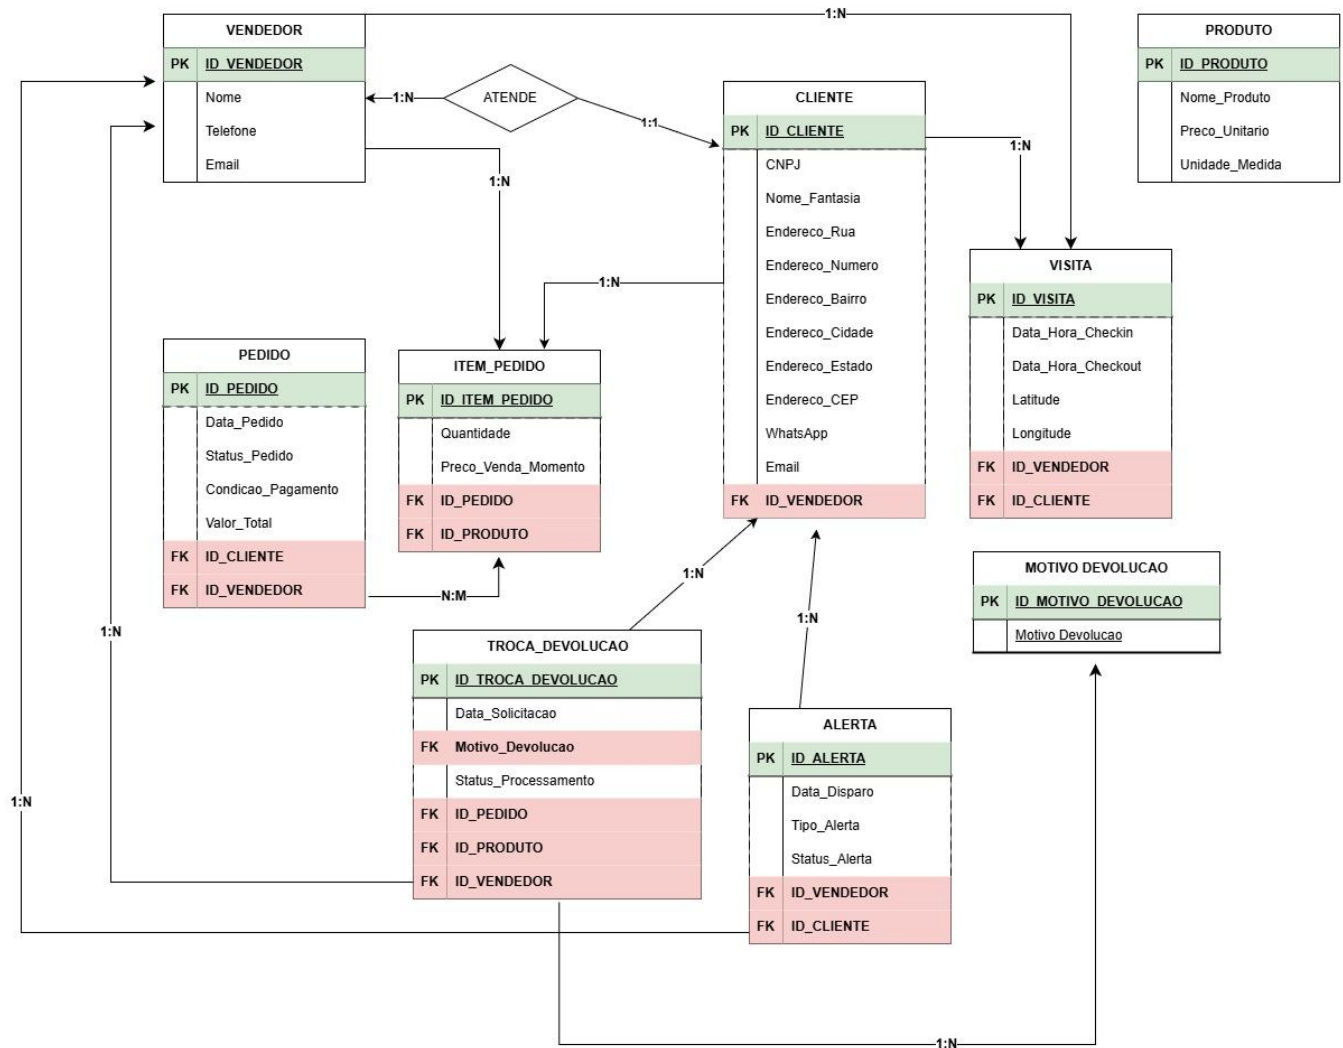 1:N
VENDEDOR
PK ID_VENDEDOR
Nome
Telefone
Email
1:N
ATENDE
1:1
1:N
CLIENTE
PK ID_CLIENTE
CNPJ
Nome_Fantasia
Endereco_Rua
Endereco_Numero
Endereco_Bairro
Endereco_Cidade
Endereco_Estado
Endereco_CEP
WhatsApp
Email
FK ID_VENDEDOR
1:N
PRODUTO
PK ID_PRODUTO
Nome_Produto
Preco_Unitario
Unidade_Medida
VISITA
PK ID_VISITA
Data_Hora_Checkin
Data_Hora_Checkout
Latitude
Longitude
FK ID_VENDEDOR
FK ID_CLIENTE
1:N
PEDIDO
PK ID_PEDIDO
Data_Pedido
Status_Pedido
Condicao_Pagamento
Valor_Total
FK ID_CLIENTE
FK ID_VENDEDOR
N:M
ITEM_PEDIDO
PK ID_ITEM_PEDIDO
Quantidade
Preco_Venda_Momento
FK ID_PEDIDO
FK ID_PRODUTO
1:N
1:N
1:N
MOTIVO DEVOLUCAO
PK ID_MOTIVO_DEVOLUCAO
Motivo Devolucao
TROCA_DEVOLUCAO
PK ID_TROCA_DEVOLUCAO
Data_Solicitacao
FK Motivo_Devolucao
Status_Processamento
FK ID_PEDIDO
FK ID_PRODUTO
FK ID_VENDEDOR
ALERTA
PK ID_ALERTA
Data_Disparo
Tipo_Alerta
Status_Alerta
FK ID_VENDEDOR
FK ID_CLIENTE
1:N
1:N